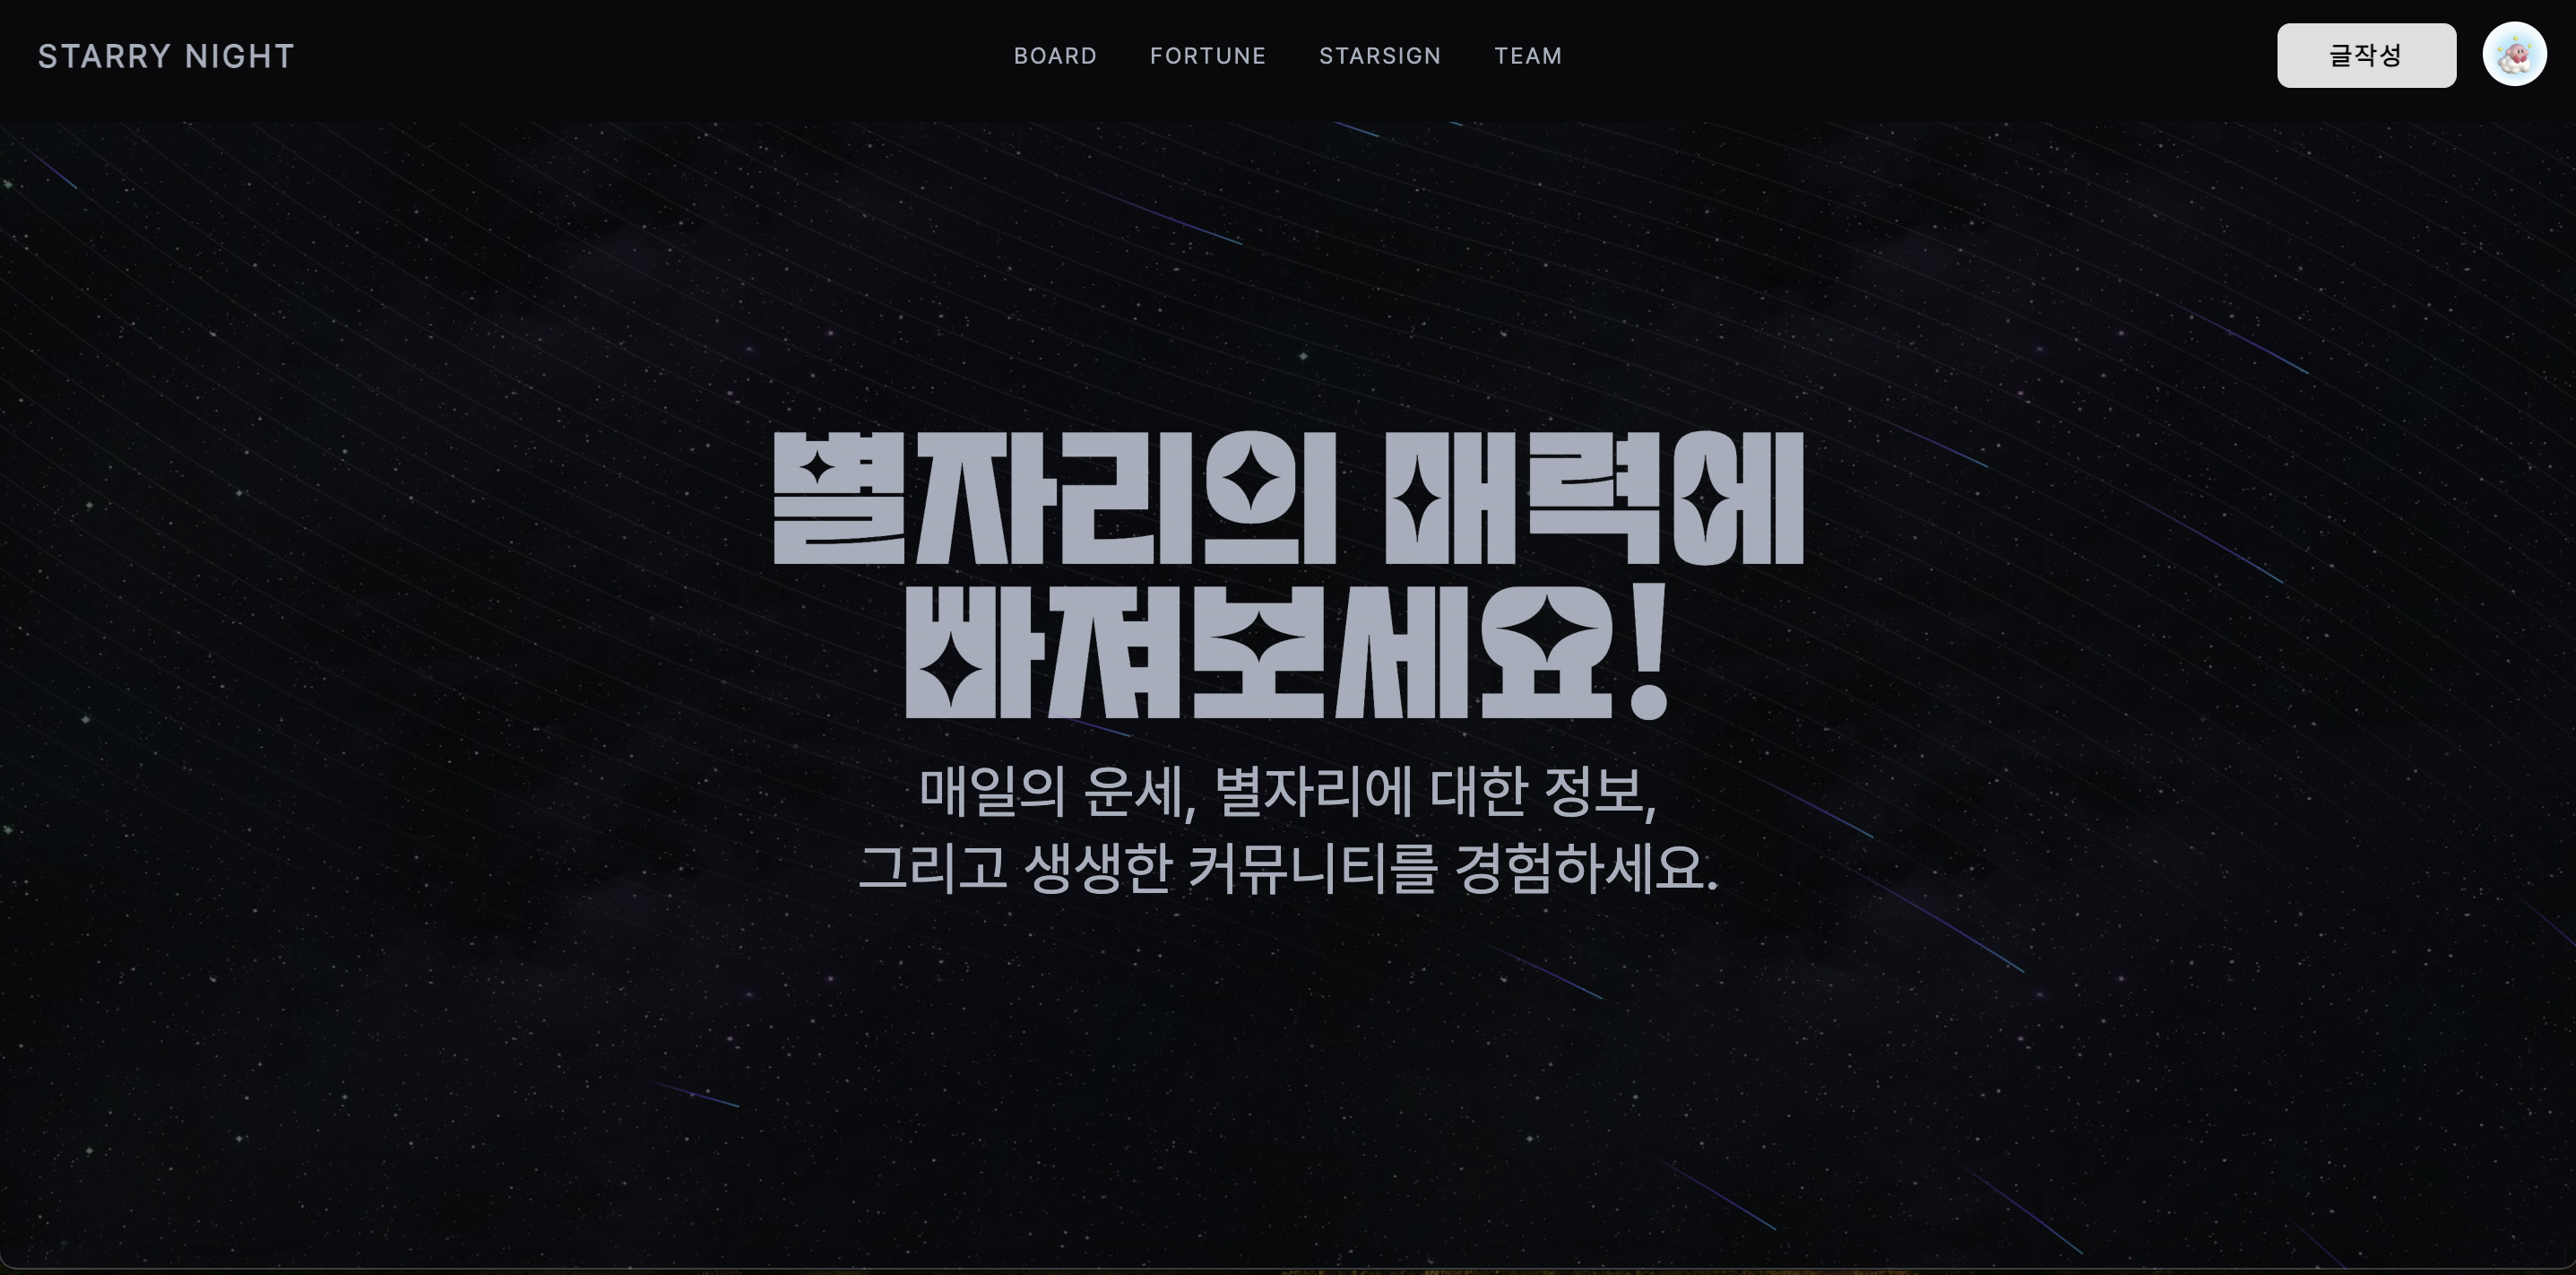 STARRY NIGHT
BOARD FORTUNE STARSIGN TEAM
글작성
별자리의 매력에
빠져보세요!
매일의 운세, 별자리에 대한 정보,
그리고 생생한 커뮤니티를 경험하세요.